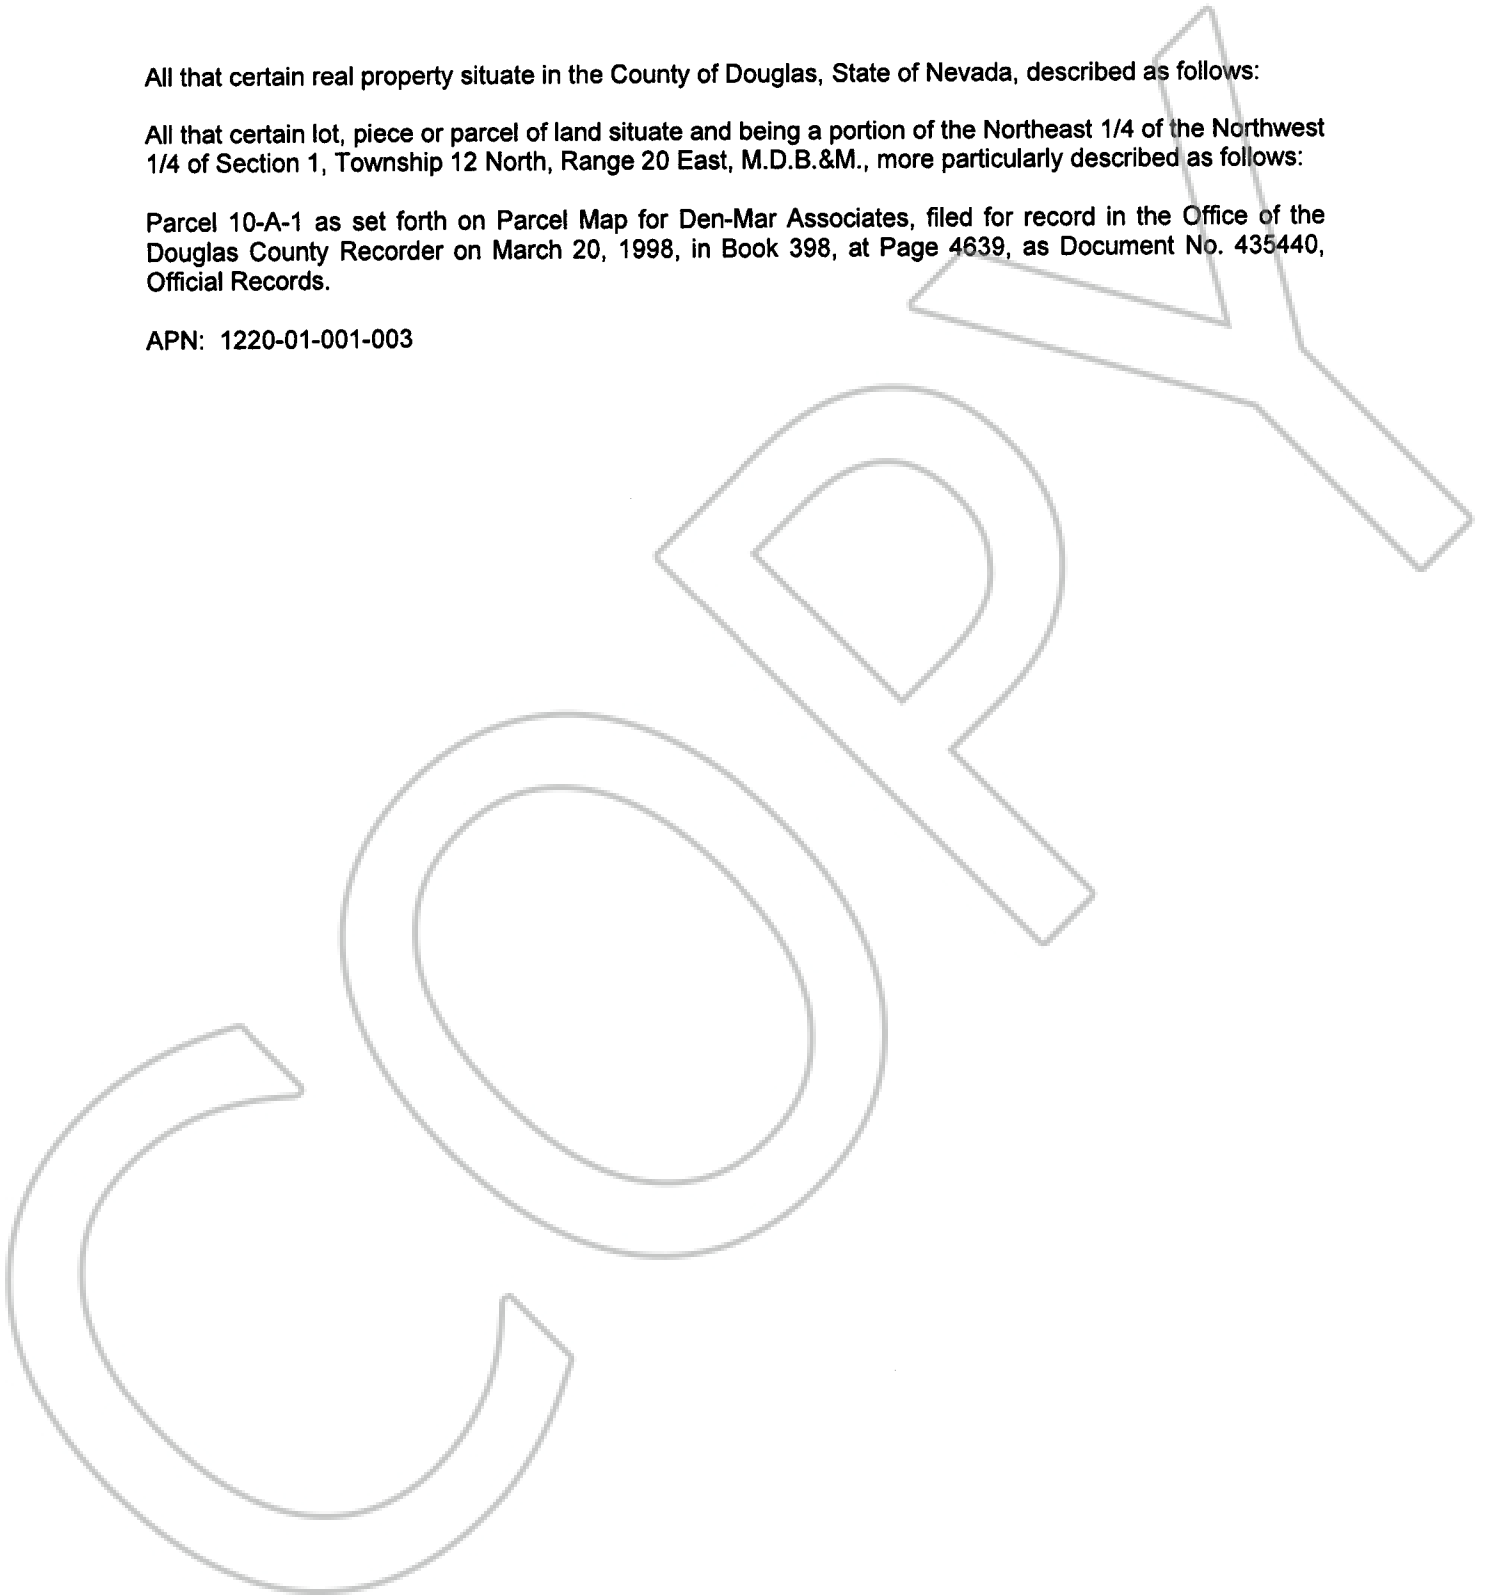 All that certain real property situate in the County of Douglas, State of Nevada, described as follows:
All that certain lot, piece or parcel of land situate and being a portion of the Northeast 1/4 of the Northwest
1/4 of Section 1, Township 12 North, Range 20 East, M.D.B.&M., more particularly described as follows:
Parcel 10-A-1 as set forth on Parcel Map for Den-Mar Associates, filed for record in the Office of the
Douglas County Recorder on March 20, 1998, in Book 398, at Page 4639, as Document No. 435440,
Official Records.
APN: 1220-01-001-003
COPY